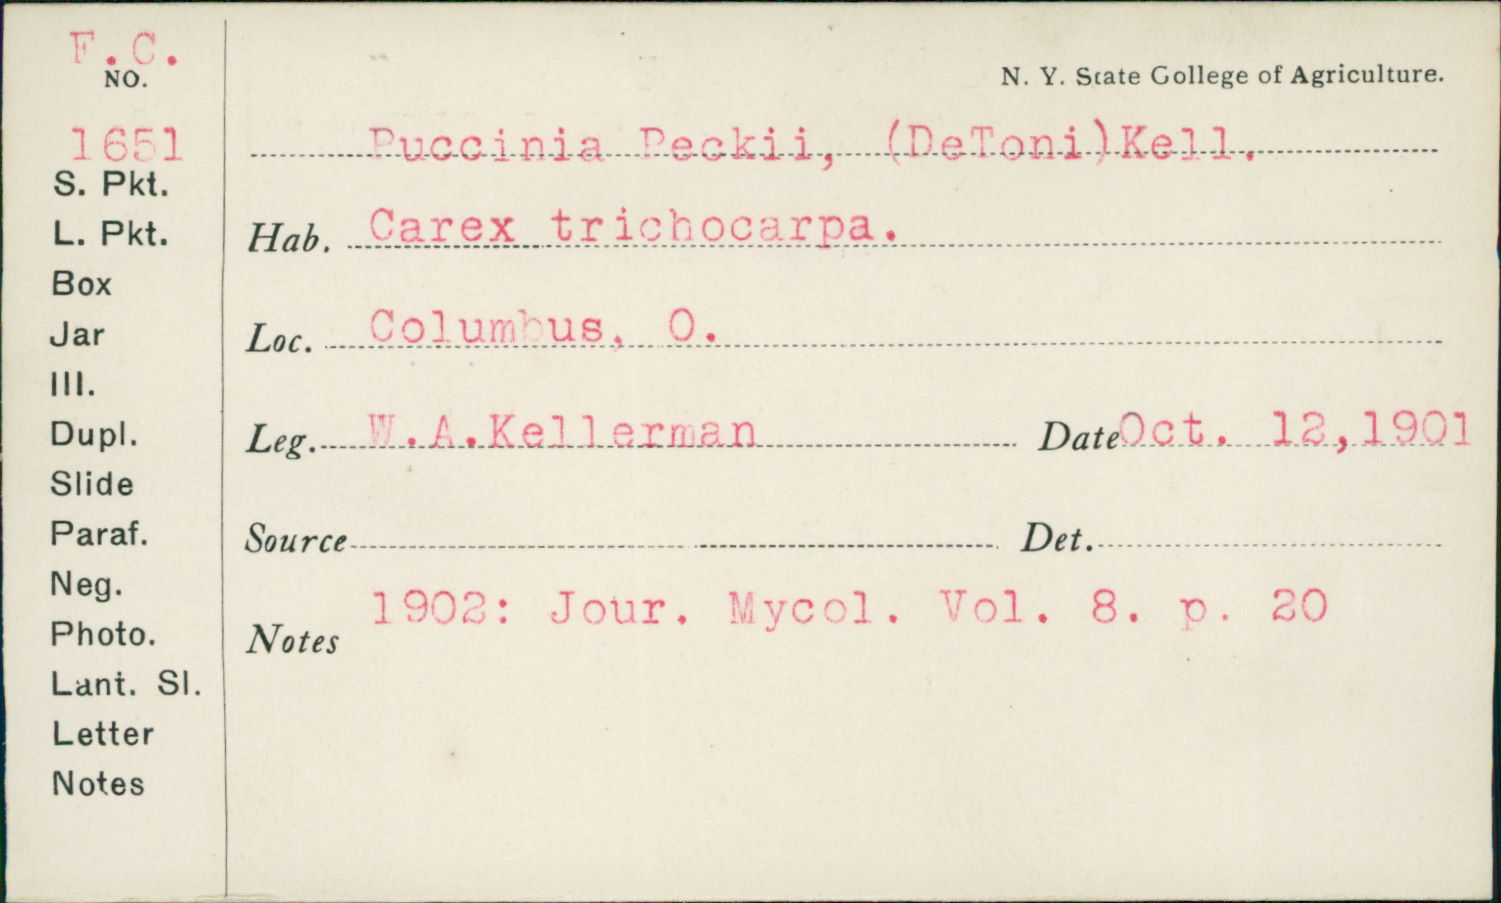 F.C.
NO.
1651
S. Pkt.
L. Pkt.
Box
Jar
Ill.
Dupl.
Slide
Paraf.
Neg.
Photo.
Lant. Sl.
Letter
Notes
N. Y. State College of Agriculture.
Puccinia Peckii, (DeToni)Kell.
Hab. Carex trichocarpa.
Loc. Columbus, O.
Leg. W.A.Kellerman Date Oct. 12,1901
Source Det.
Notes 1902: Jour. Mycol. Vol. 8. p. 20